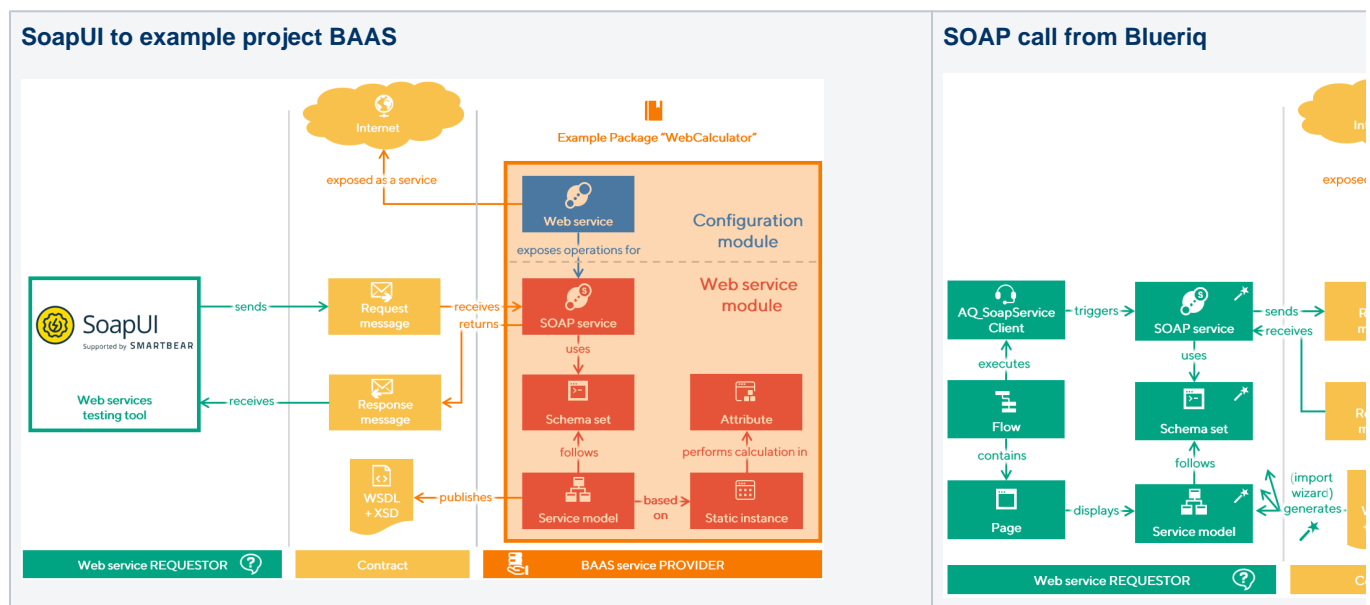 SoapUI to example project BAAS
Internet
Example Package "WebCalculator"
exposed as a service
Web service
Configuration
module
exposes operations for
Web service
module
SoapUI
Supported by SMARTBEAR
Web services
testing tool
sends
Request
message
receives
returns
SOAP service
uses
receives
Response
message
Schema set
Attribute
follows
performs calculation in
WSDL
+ XSD
publishes
Service model
based
on
Static instance
Web service REQUESTOR
Contract
BAAS service PROVIDER
SOAP call from Blueriq
AQ_SoapService
Client
triggers
SOAP service
sends
receives
executes
uses
Flow
Schema set
contains
follows
(import
wizard)
generates
Page
displays
Service model
Web service REQUESTOR